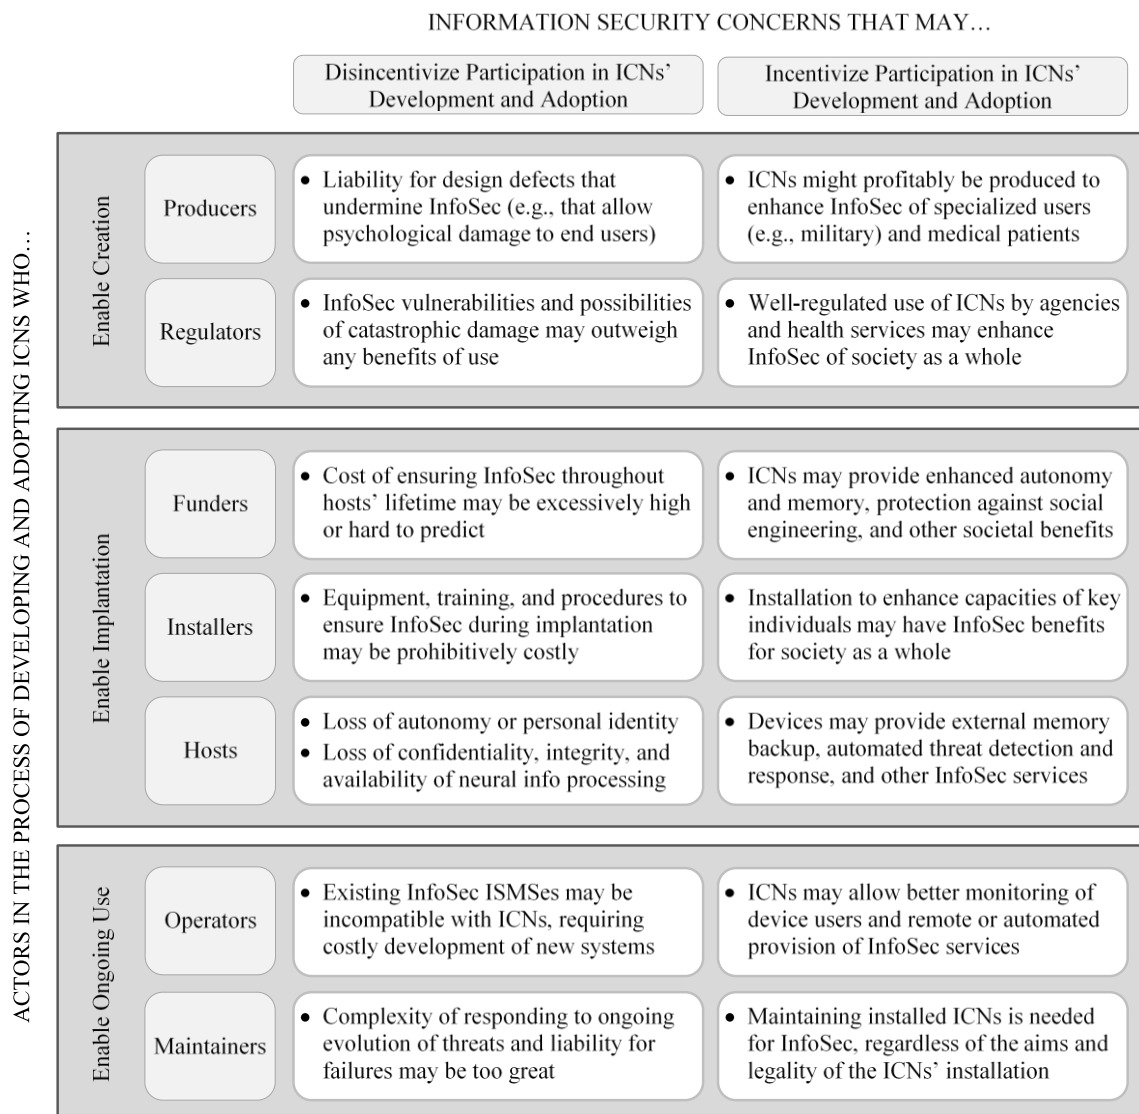 INFORMATION SECURITY CONCERNS THAT MAY…
Disincentivize Participation in ICNs’
Development and Adoption
Incentivize Participation in ICNs’
Development and Adoption
ACTORS IN THE PROCESS OF DEVELOPING AND ADOPTING ICNS WHO…
Enable Creation
Producers
• Liability for design defects that
undermine InfoSec (e.g., that allow
psychological damage to end users)
• ICNs might profitably be produced to
enhance InfoSec of specialized users
(e.g., military) and medical patients
Regulators
• InfoSec vulnerabilities and possibilities
of catastrophic damage may outweigh
any benefits of use
• Well-regulated use of ICNs by agencies
and health services may enhance
InfoSec of society as a whole
Enable Implantation
Funders
• Cost of ensuring InfoSec throughout
hosts’ lifetime may be excessively high
or hard to predict
• ICNs may provide enhanced autonomy
and memory, protection against social
engineering, and other societal benefits
Installers
• Equipment, training, and procedures to
ensure InfoSec during implantation
may be prohibitively costly
• Installation to enhance capacities of key
individuals may have InfoSec benefits
for society as a whole
Hosts
• Loss of autonomy or personal identity
• Loss of confidentiality, integrity, and
availability of neural info processing
• Devices may provide external memory
backup, automated threat detection and
response, and other InfoSec services
Enable Ongoing Use
Operators
• Existing InfoSec ISMSes may be
incompatible with ICNs, requiring
costly development of new systems
• ICNs may allow better monitoring of
device users and remote or automated
provision of InfoSec services
Maintainers
• Complexity of responding to ongoing
evolution of threats and liability for
failures may be too great
• Maintaining installed ICNs is needed
for InfoSec, regardless of the aims and
legality of the ICNs’ installation